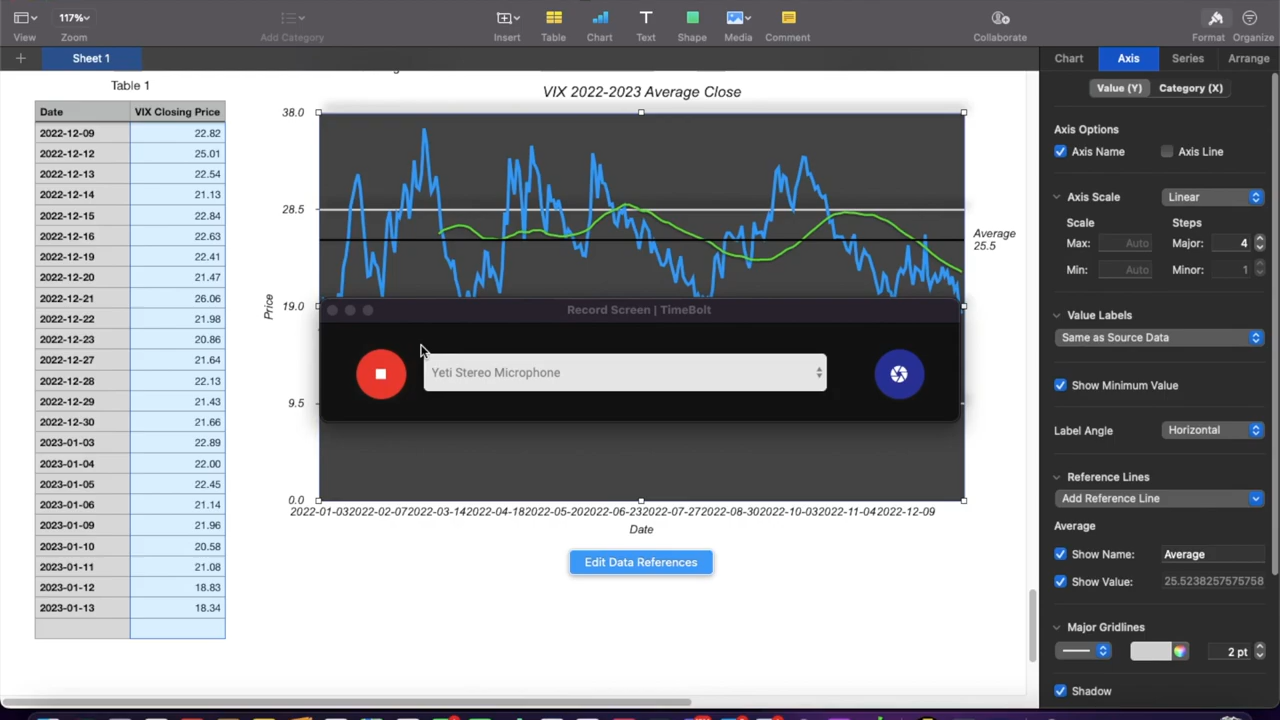 117%
View
Zoom
Add Category
Insert
Table
Chart
Text
Shape
Media
Comment
Collaborate
Format
Organize
Sheet 1
Chart
Axis
Series
Arrange
Table 1
Date VIX Closing Price
2022-12-09 22.82
2022-12-12 25.01
2022-12-13 22.54
2022-12-14 21.13
2022-12-15 22.84
2022-12-16 22.63
2022-12-19 22.41
2022-12-20 21.47
2022-12-21 26.06
2022-12-22 21.98
2022-12-23 20.86
2022-12-27 21.64
2022-12-28 22.13
2022-12-29 21.43
2022-12-30 21.66
2023-01-03 22.89
2023-01-04 22.00
2023-01-05 22.45
2023-01-06 21.14
2023-01-09 21.96
2023-01-10 20.58
2023-01-11 21.08
2023-01-12 18.83
2023-01-13 18.34
VIX 2022-2023 Average Close
38.0
28.5
19.0
9.5
0.0
Price
Average
25.5
Record Screen | TimeBolt
Yeti Stereo Microphone
2022-01-03 2022-02-07 2022-03-14 2022-04-18 2022-05-20 2022-06-23 2022-07-27 2022-08-30 2022-10-03 2022-11-04 2022-12-09
Date
Edit Data References
Value (Y)
Category (X)
Axis Options
Axis Name
Axis Line
Axis Scale
Linear
Scale Steps
Max: Auto Major: 4
Min: Auto Minor: 1
Value Labels
Same as Source Data
Show Minimum Value
Label Angle Horizontal
Reference Lines
Add Reference Line
Average
Show Name: Average
Show Value: 25.5238257575758
Major Gridlines
2 pt
Shadow